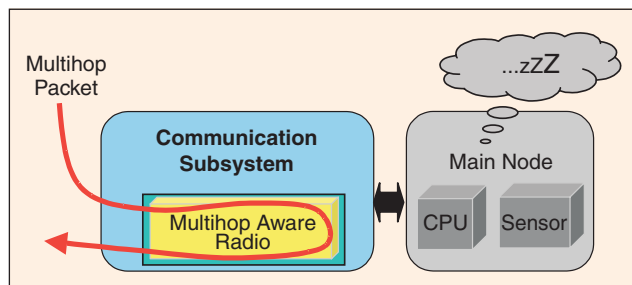 Multihop
Packet
...zZZ
Communication
Subsystem
Main Node
CPU
Sensor
Multihop Aware
Radio